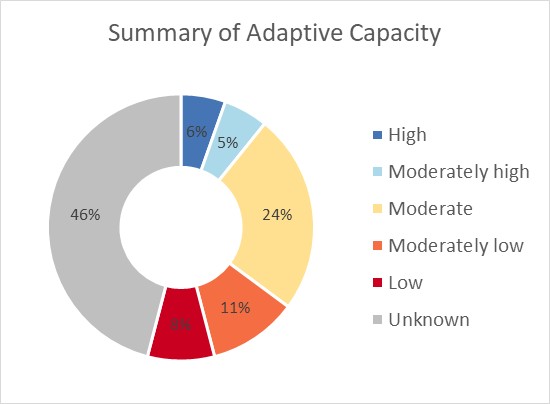 Summary of Adaptive Capacity
6%
5%
24%
11%
8%
46%
High
Moderately high
Moderate
Moderately low
Low
Unknown